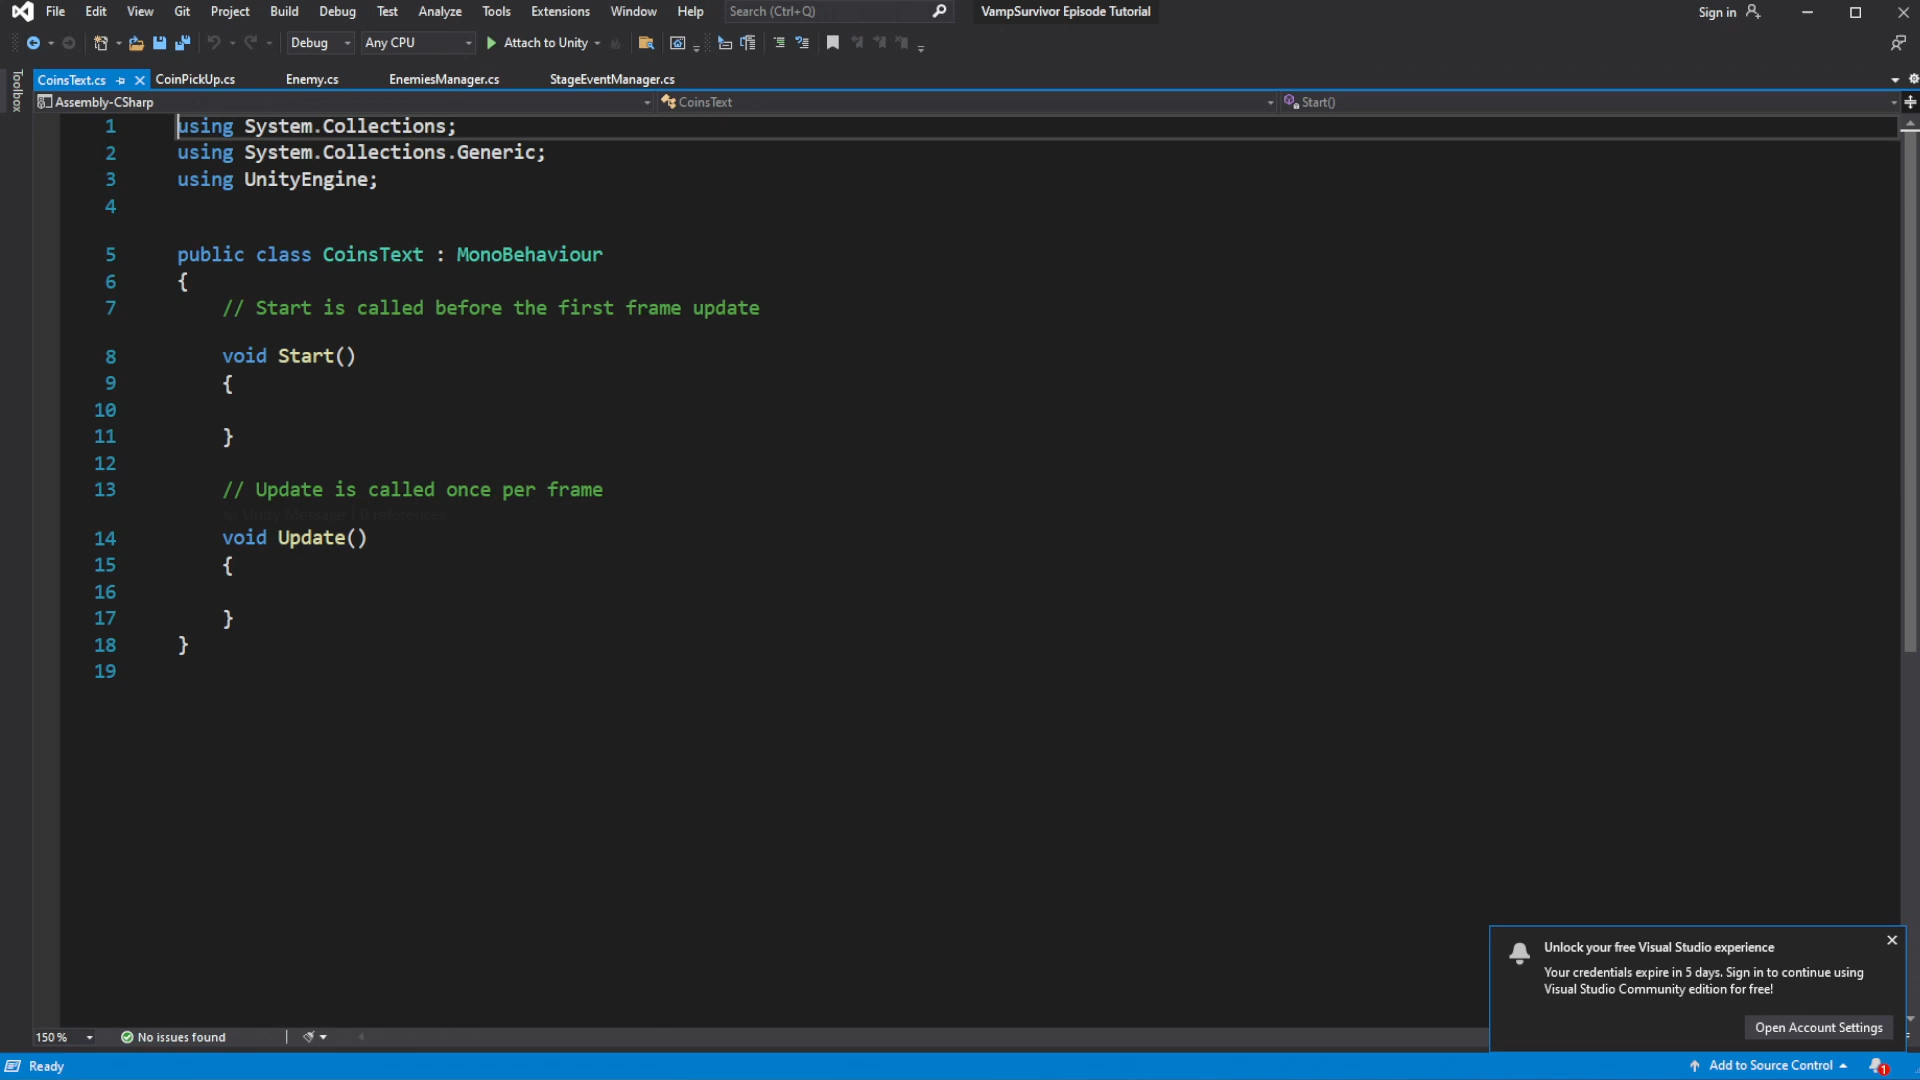 File Edit View Git Project Build Debug Test Analyze Tools Extensions Window Help Search (Ctrl+Q) VampSurvivor Episode Tutorial Sign in
Debug Any CPU Attach to Unity
Toolbox
CoinsText.cs CoinPickUp.cs Enemy.cs EnemiesManager.cs StageEventManager.cs
Assembly-CSharp CoinsText Start()
1 using System.Collections;
2 using System.Collections.Generic;
3 using UnityEngine;
4
5 public class CoinsText : MonoBehaviour
6 {
7 // Start is called before the first frame update
8 void Start()
9 {
10
11 }
12
13 // Update is called once per frame
Unity Message | 0 references
14 void Update()
15 {
16
17 }
18 }
19
Unlock your free Visual Studio experience
Your credentials expire in 5 days. Sign in to continue using
Visual Studio Community edition for free!
Open Account Settings
150 % No issues found
Ready Add to Source Control 1